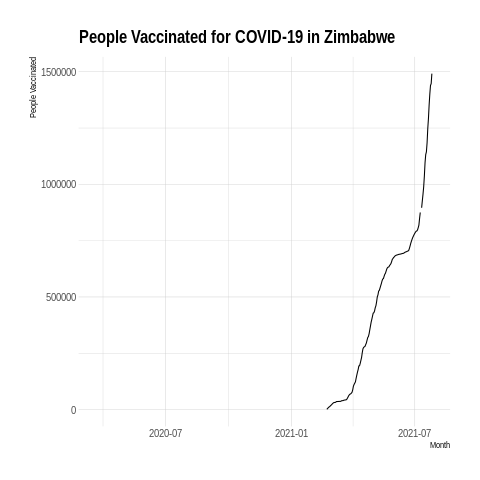 People Vaccinated for COVID-19 in Zimbabwe
People Vaccinated
1500000
1000000
500000
0
2020-07 2021-01 2021-07
Month